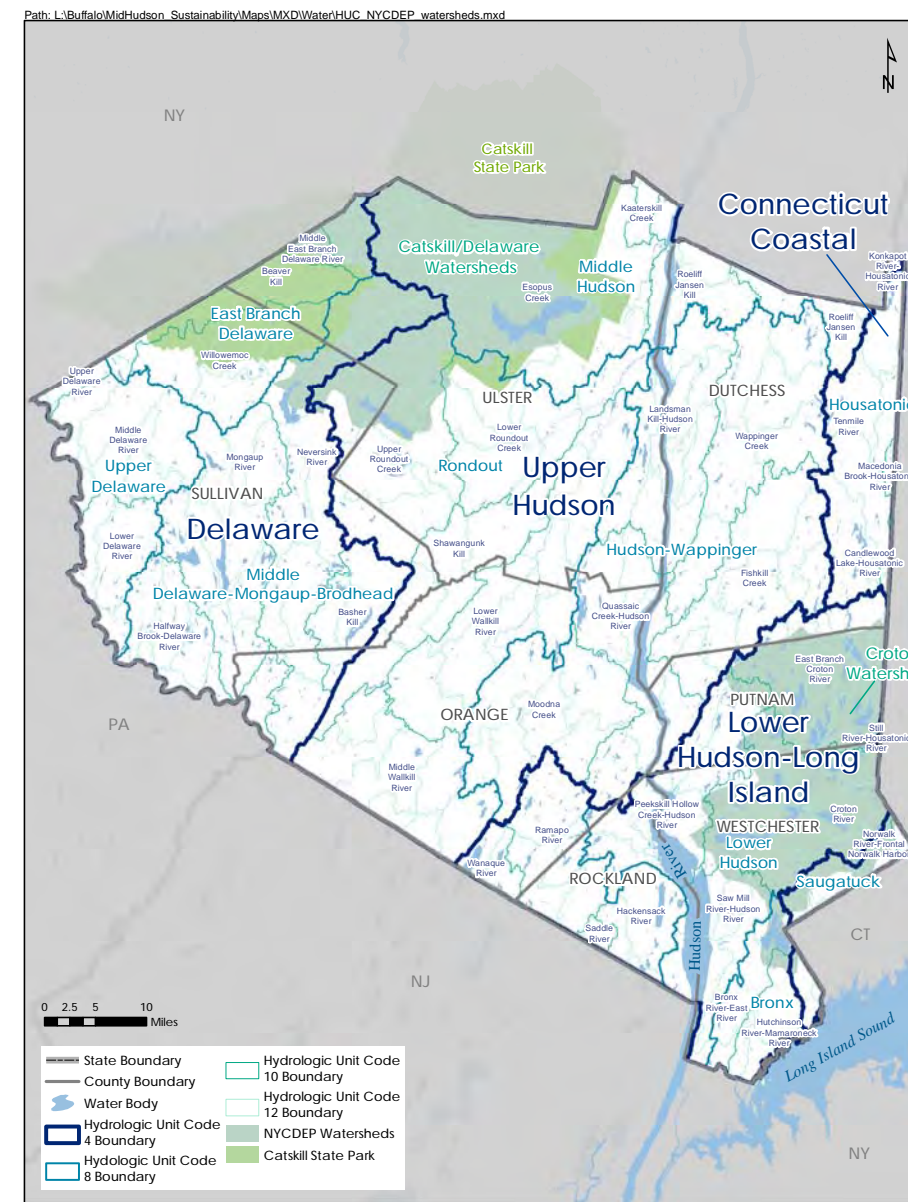 Path: L:\Buffalo\MidHudson_Sustainability\Maps\MXD\Water\HUC_NYCDEP_watersheds.mxd
N
NY
Catskill
State Park
Kaaterskill
Creek
Connecticut
Coastal
Catskill/Delaware
Watersheds
Middle
East Branch
Delaware River
Beaver
Kill
Middle
Hudson
Roeliff
Jansen
Kill
Konkapot
River-
Housatonic
River
Esopus
Creek
East Branch
Delaware
Roeliff
Jansen
Kill
Willowemoc
Creek
Upper
Delaware
River
ULSTER
DUTCHESS
Housatonic
Landsman
Kill-Hudson
River
Tenmile
River
Middle
Delaware
River
Lower
Roundout
Creek
Wappinger
Creek
Mongaup
River
Neversink
River
Upper
Roundout
Creek
Rondout
Upper
Hudson
Upper
Delaware
Macedonia
Brook-Housatonic
River
SULLIVAN
Delaware
Lower
Delaware
River
Shawangunk
Kill
Hudson-Wappinger
Candlewood
Lake-Housatonic
River
Middle
Delaware-Mongaup-Brodhead
Fishkill
Creek
Basher
Kill
Lower
Wallkill
River
Quassaic
Creek-Hudson
River
Halfway
Brook-Delaware
River
East Branch
Croton
River
Croto
Watersh
PUTNAM
Lower
Hudson-Long
Island
Moodna
Creek
ORANGE
PA
Still
River-Housatonic
River
Middle
Wallkill
River
Peekskill Hollow
Creek-Hudson
River
Croton
River
WESTCHESTER
Lower
Hudson
Ramapo
River
Norwalk
River-Frontal
Norwalk Harbor
Wanaque
River
ROCKLAND
River
Saugatuck
Saw Mill
River-Hudson
River
Hackensack
River
Saddle
River
Hudson
CT
NJ
Bronx
River-East
River
Bronx
Hutchinson
River-Mamaroneck
River
Long Island Sound
NY
0 2.5 5 10
Miles
State Boundary
County Boundary
Water Body
Hydrologic Unit Code
4 Boundary
Hydologic Unit Code
8 Boundary
Hydrologic Unit Code
10 Boundary
Hydrologic Unit Code
12 Boundary
NYCDEP Watersheds
Catskill State Park